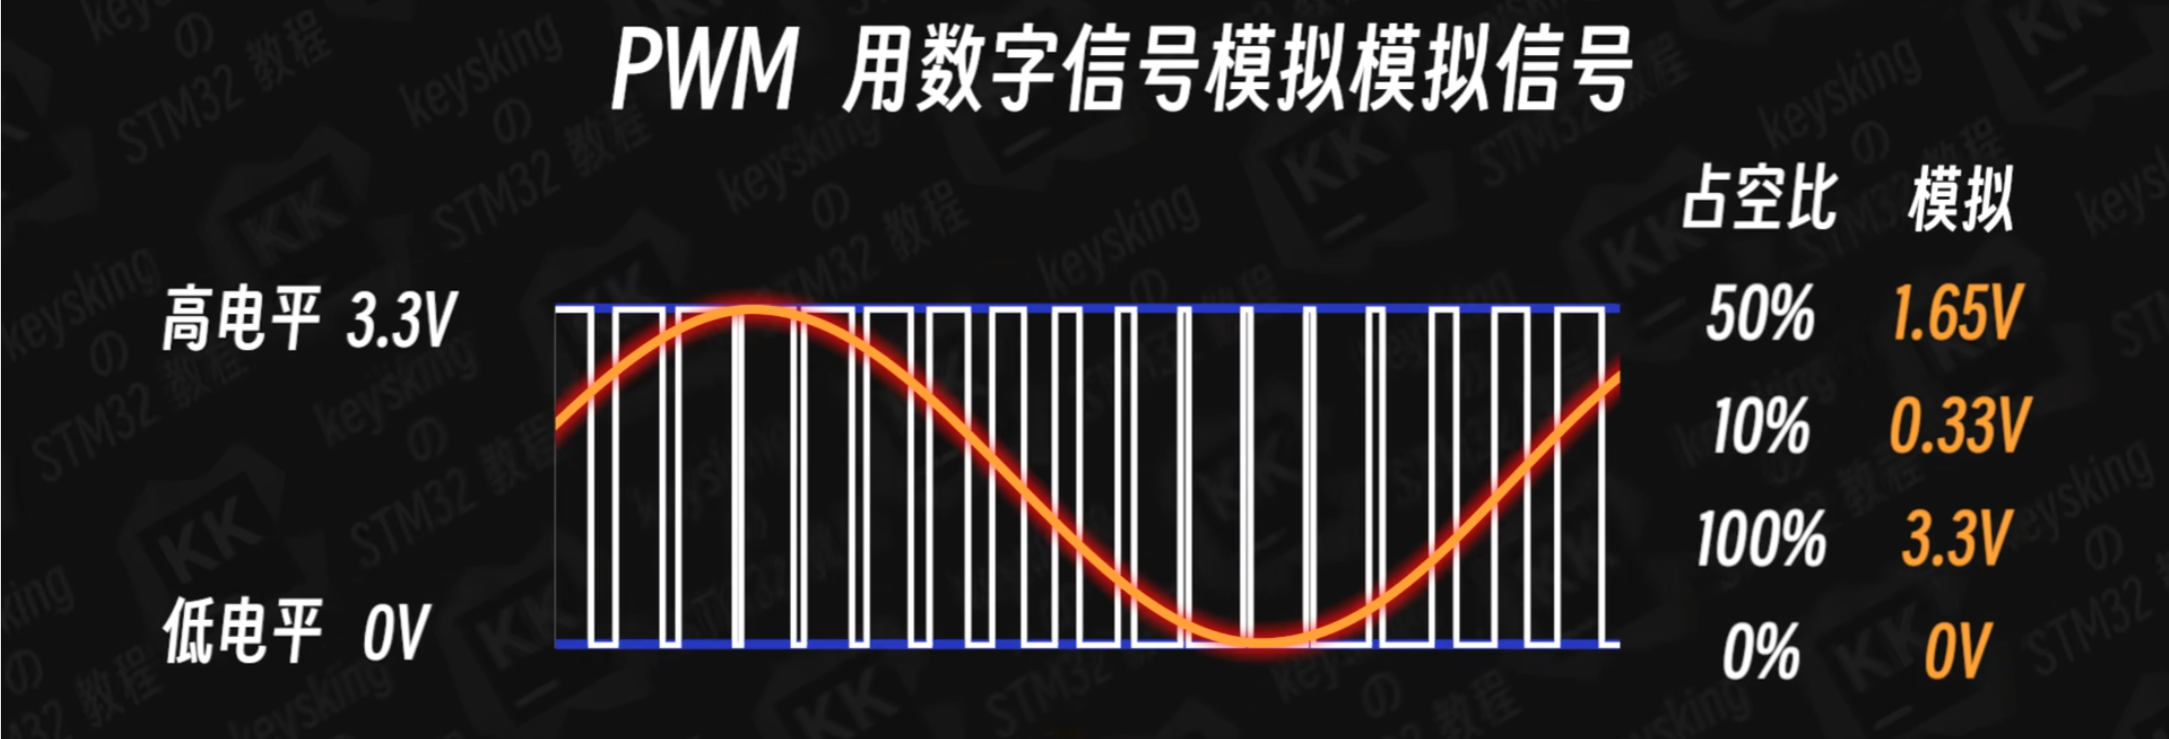 PWM 用数字信号模拟模拟信号
占空比 模拟
高电平 3.3V
50% 1.65V
10% 0.33V
100% 3.3V
低电平 0V
0% 0V
keysking
の
STM32 教程
KK